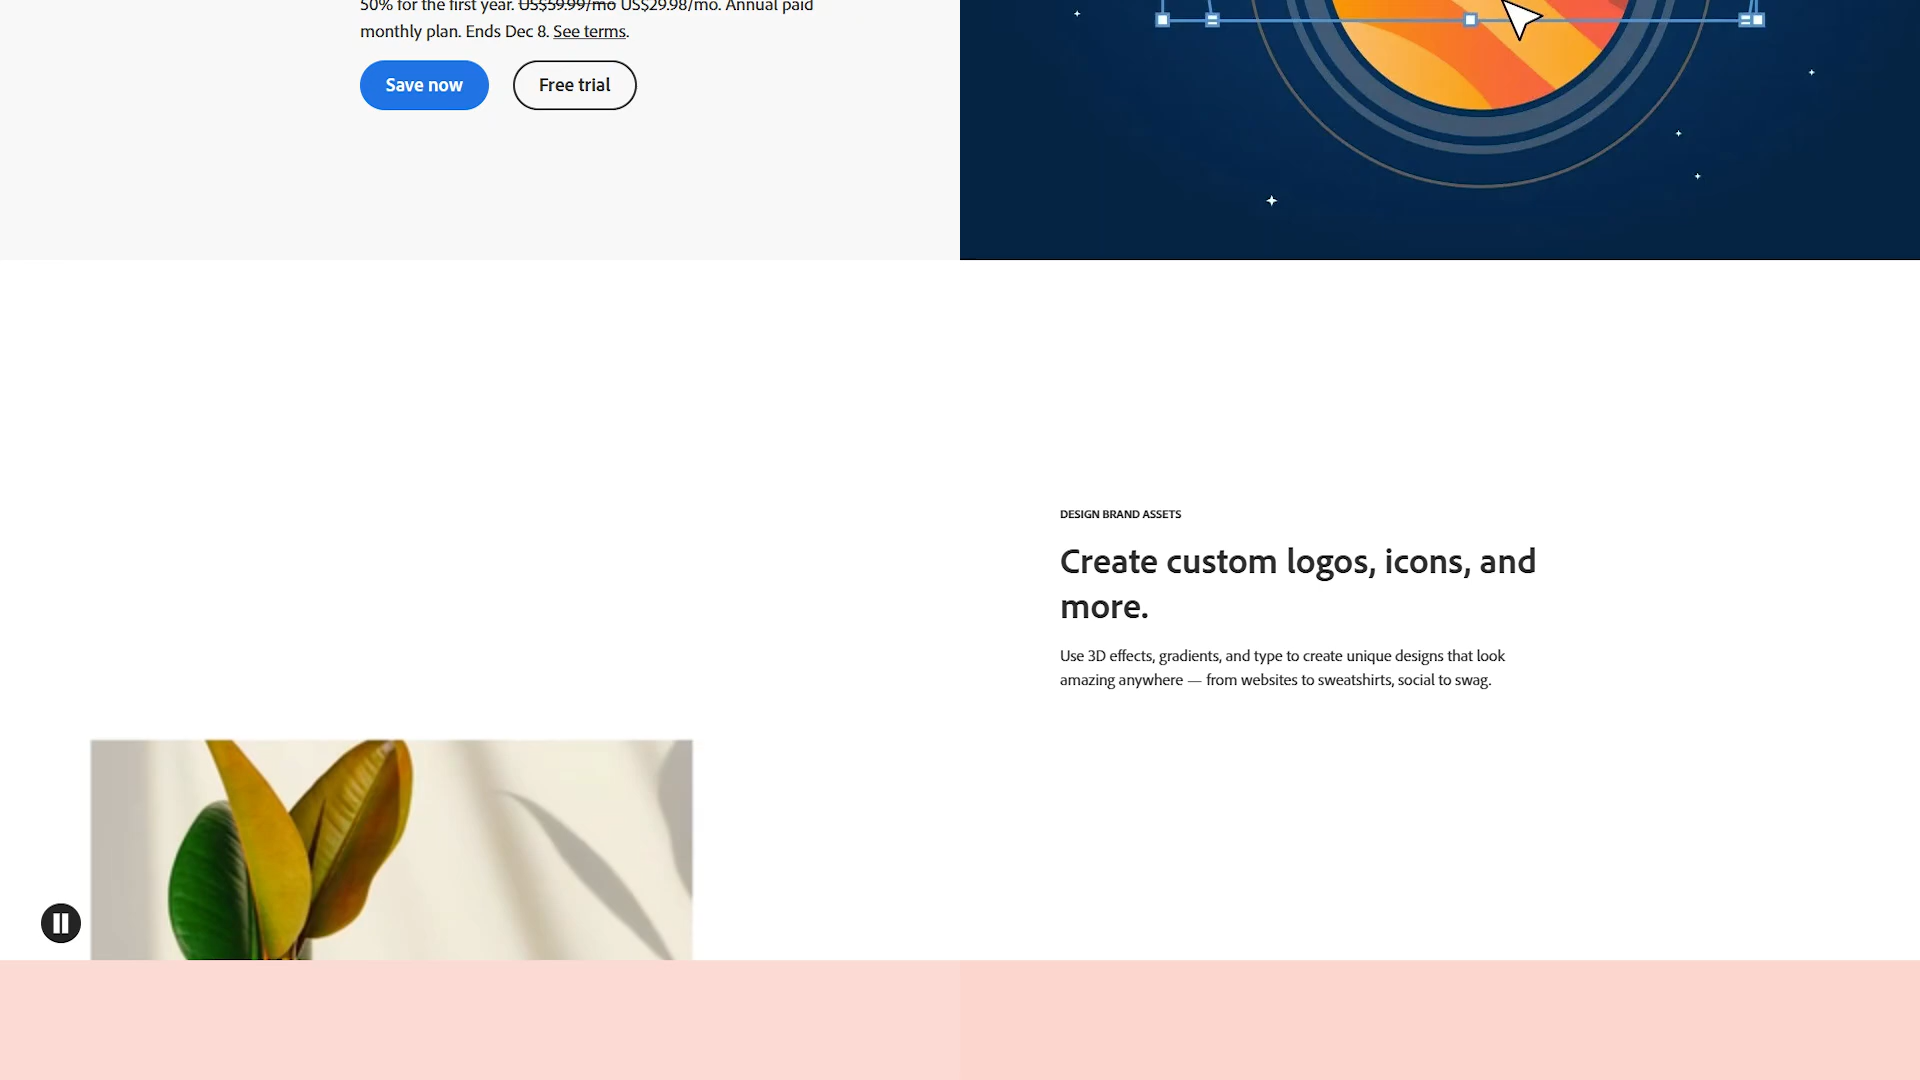 50% for the first year. US$59.99/mo US$29.98/mo. Annual paid
monthly plan. Ends Dec 8. See terms.
Save now
Free trial
DESIGN BRAND ASSETS
Create custom logos, icons, and
more.
Use 3D effects, gradients, and type to create unique designs that look
amazing anywhere — from websites to sweatshirts, social to swag.